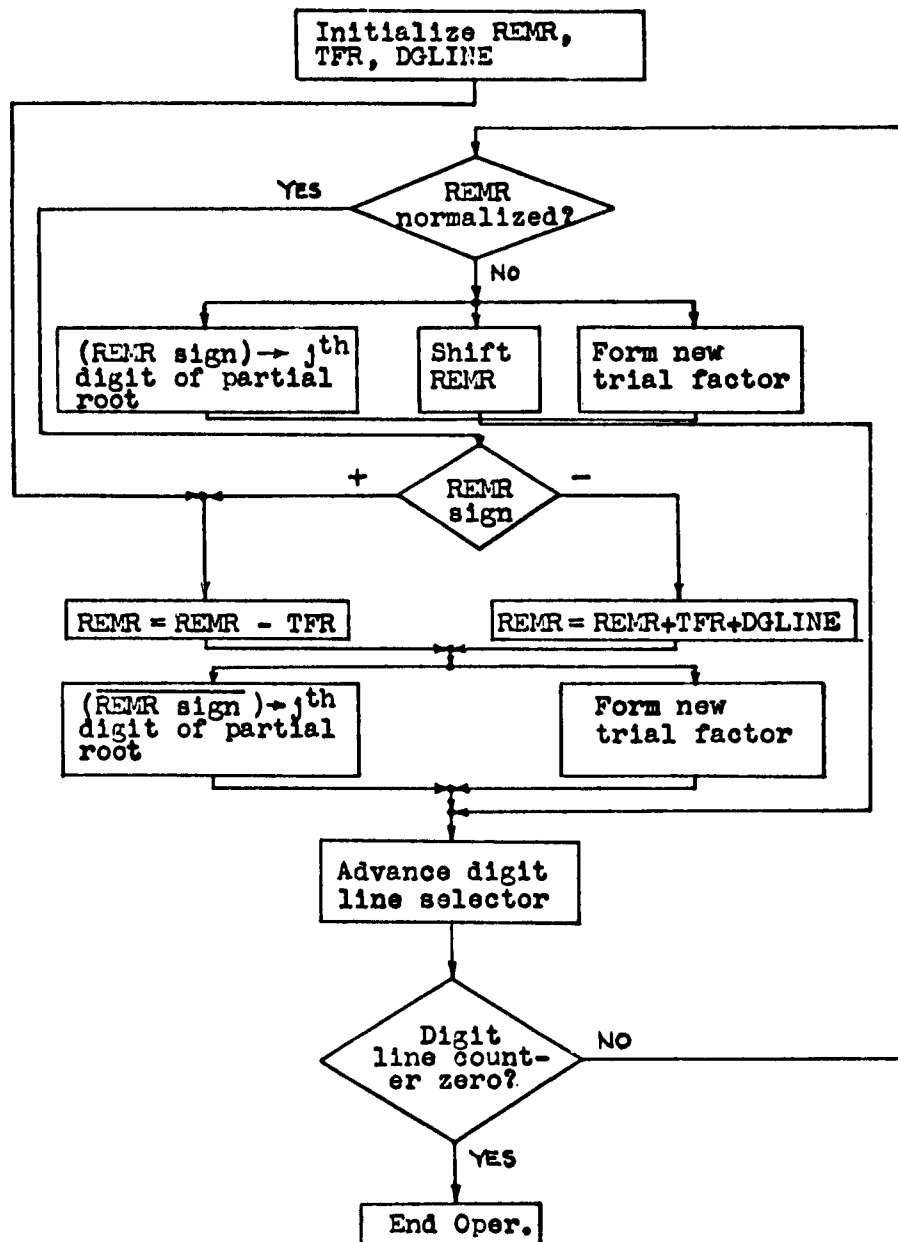 Initialize REMR,
TFR, DGLINE
YES
REMR
normalized?
NO
(REMR sign)→ jth
digit of partial
root
Shift
REMR
Form new
trial factor
+
REMR
sign
-
REMR = REMR - TFR
REMR = REMR+TFR+DGLINE
(REMR sign)→jth
digit of partial
root
Form new
trial factor
Advance digit
line selector
Digit
line count-
er zero?
NO
YES
End Oper.